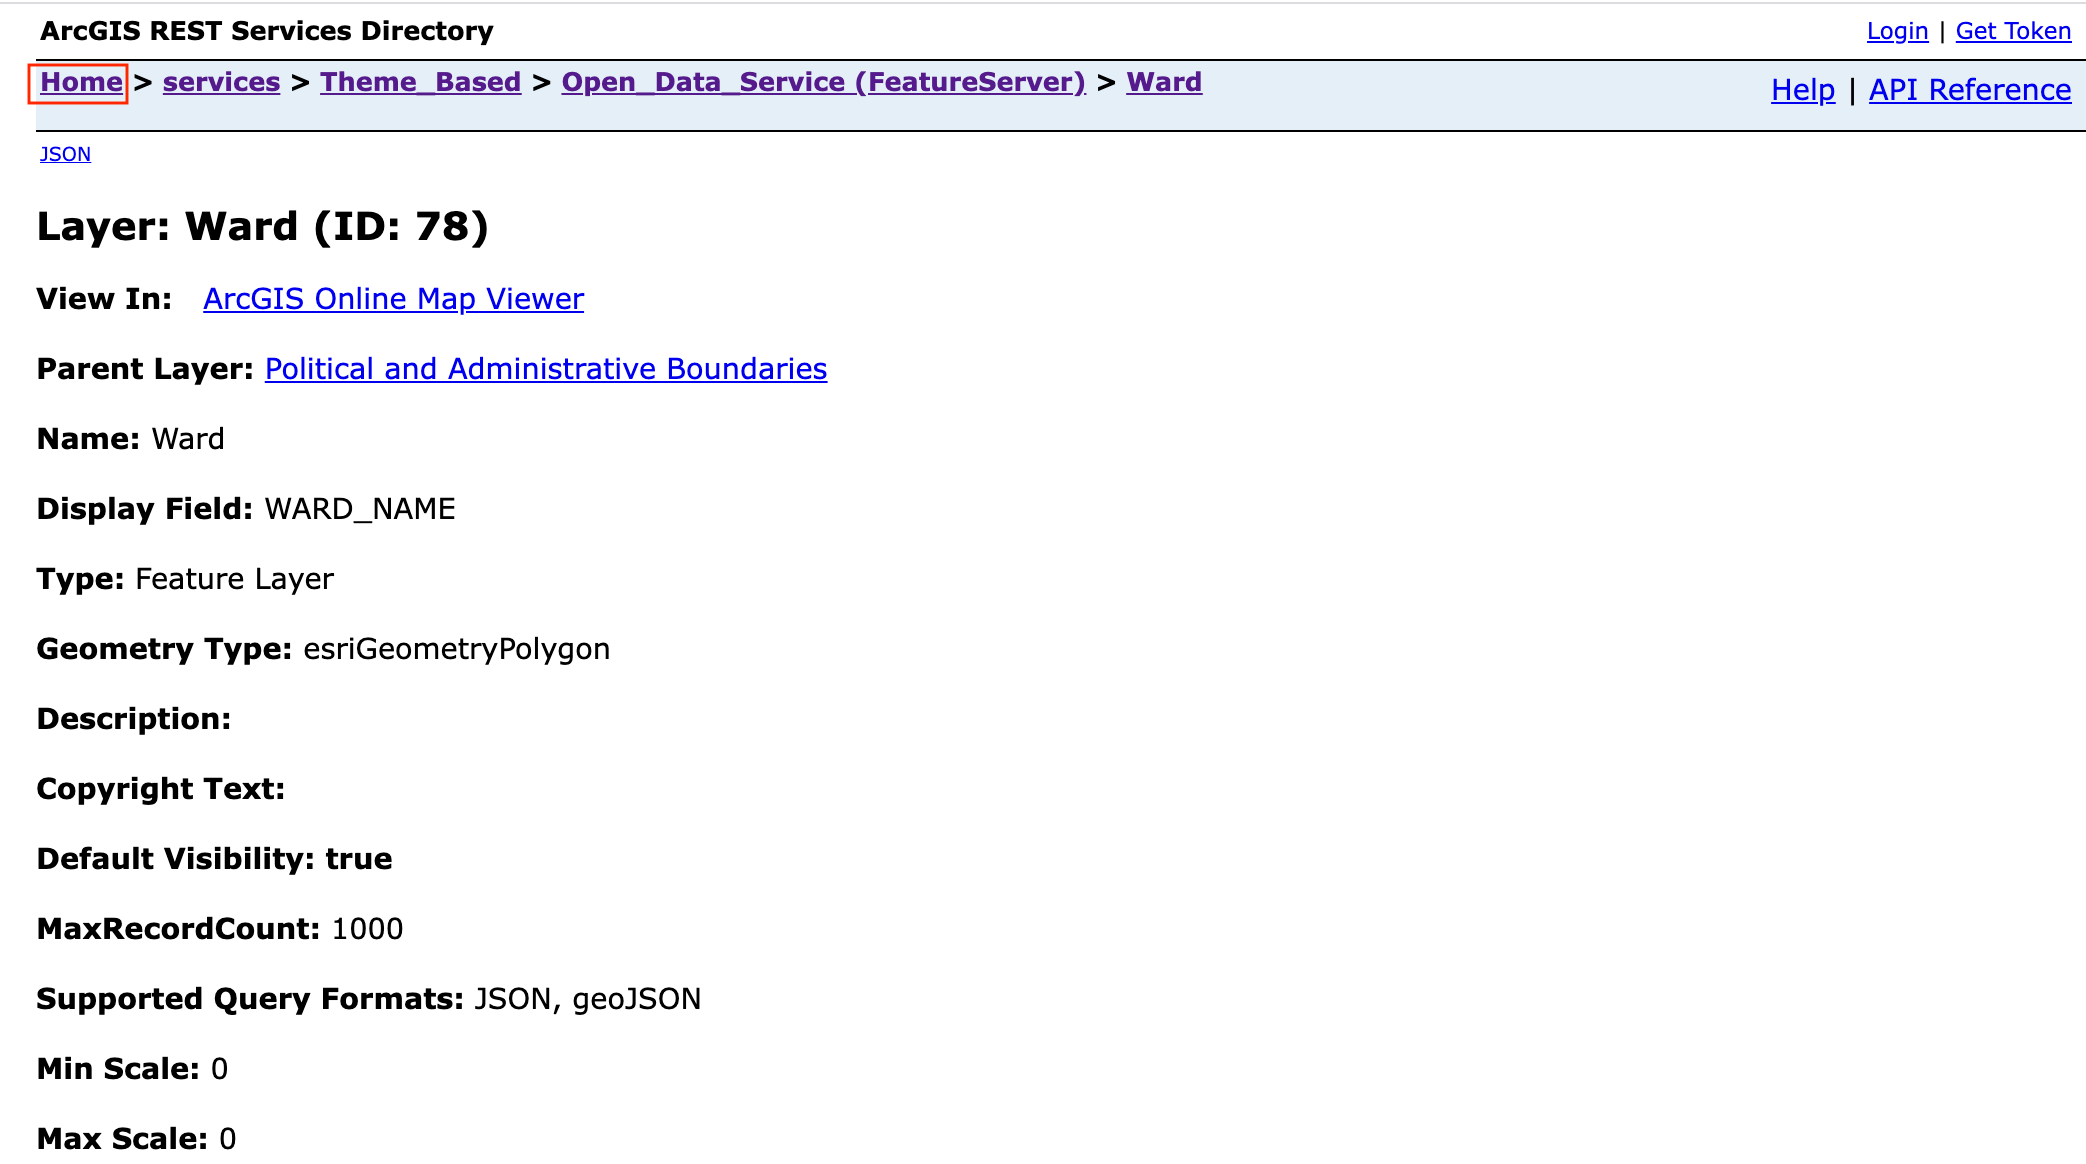 ArcGIS REST Services Directory
Login | Get Token
Home > services > Theme_Based > Open_Data_Service (FeatureServer) > Ward
Help | API Reference
JSON
Layer: Ward (ID: 78)
View In: ArcGIS Online Map Viewer
Parent Layer: Political and Administrative Boundaries
Name: Ward
Display Field: WARD_NAME
Type: Feature Layer
Geometry Type: esriGeometryPolygon
Description:
Copyright Text:
Default Visibility: true
MaxRecordCount: 1000
Supported Query Formats: JSON, geoJSON
Min Scale: 0
Max Scale: 0